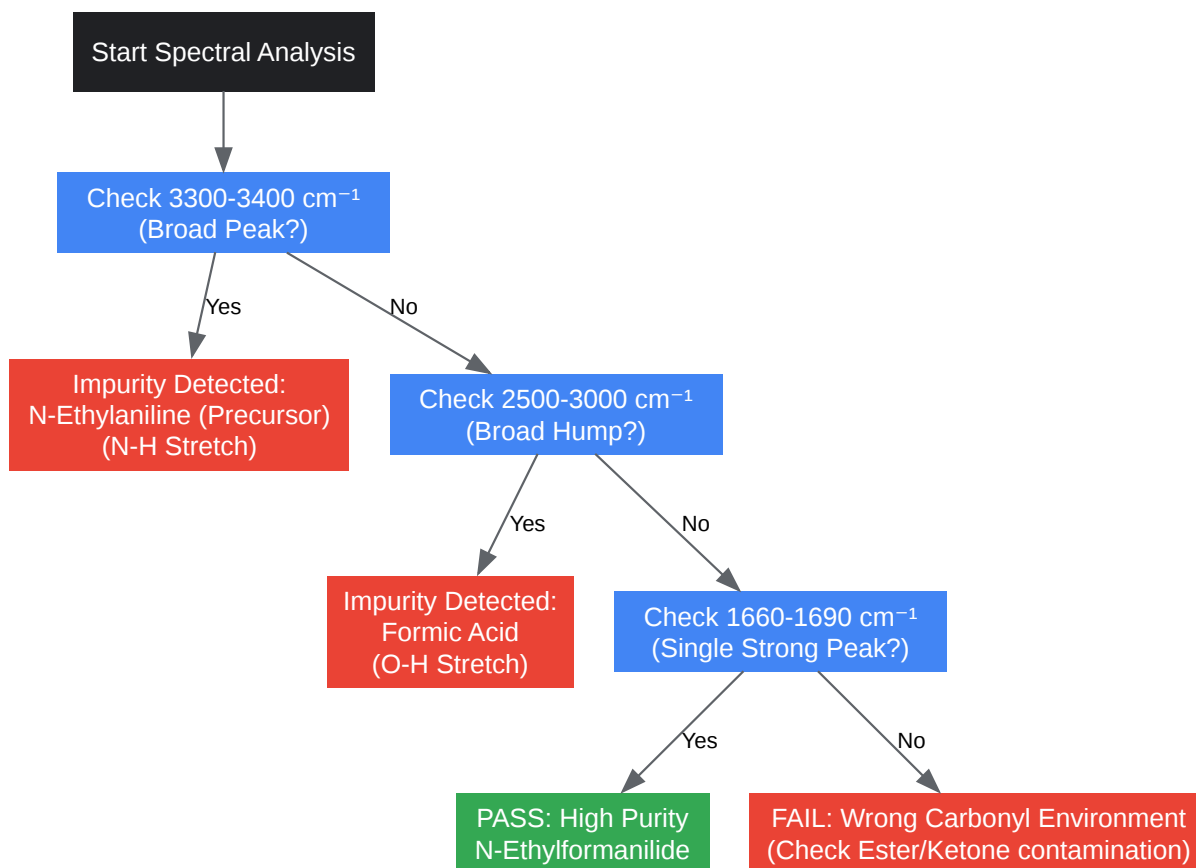 Start Spectral Analysis
Check 3300-3400 cm⁻¹
(Broad Peak?)
Yes
No
Impurity Detected:
N-Ethylaniline (Precursor)
(N-H Stretch)
Check 2500-3000 cm⁻¹
(Broad Hump?)
Yes
No
Impurity Detected:
Formic Acid
(O-H Stretch)
Check 1660-1690 cm⁻¹
(Single Strong Peak?)
Yes
No
PASS: High Purity
N-Ethylformanilide
FAIL: Wrong Carbonyl Environment
(Check Ester/Ketone contamination)